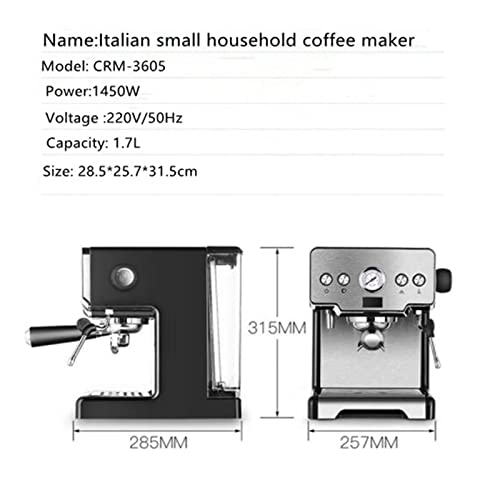 Name:Italian small household coffee maker
Model: CRM-3605
Power:1450W
Voltage :220V/50Hz
Capacity: 1.7L
Size: 28.5*25.7*31.5cm
315MM
285MM
257MM